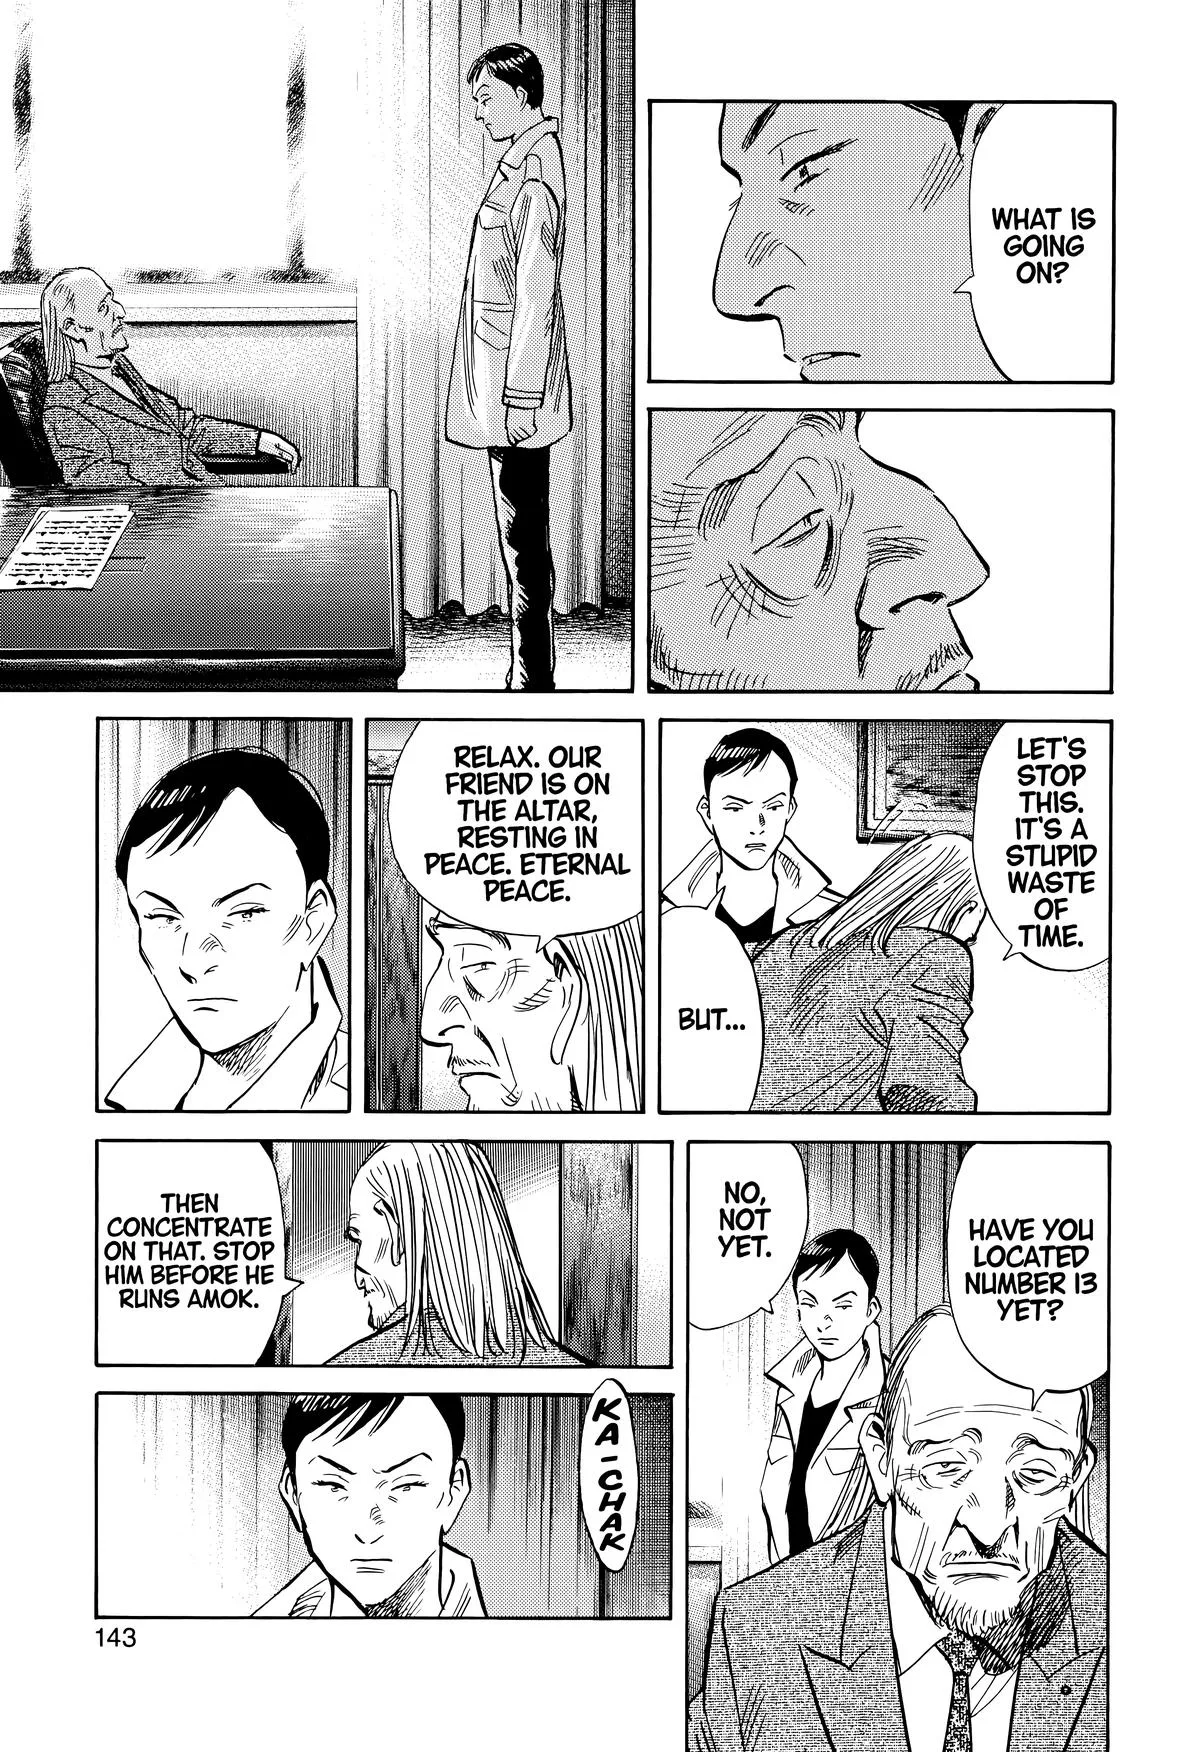 WHAT IS
GOING
ON?
LET'S
STOP
THIS.
IT'S A
STUPID
WASTE
OF
TIME.
BUT...
RELAX. OUR
FRIEND IS ON
THE ALTAR,
RESTING IN
PEACE. ETERNAL
PEACE.
HAVE YOU
LOCATED
NUMBER 13
YET?
NO,
NOT
YET.
THEN
CONCENTRATE
ON THAT. STOP
HIM BEFORE HE
RUNS AMOK.
KA-CHAK
143